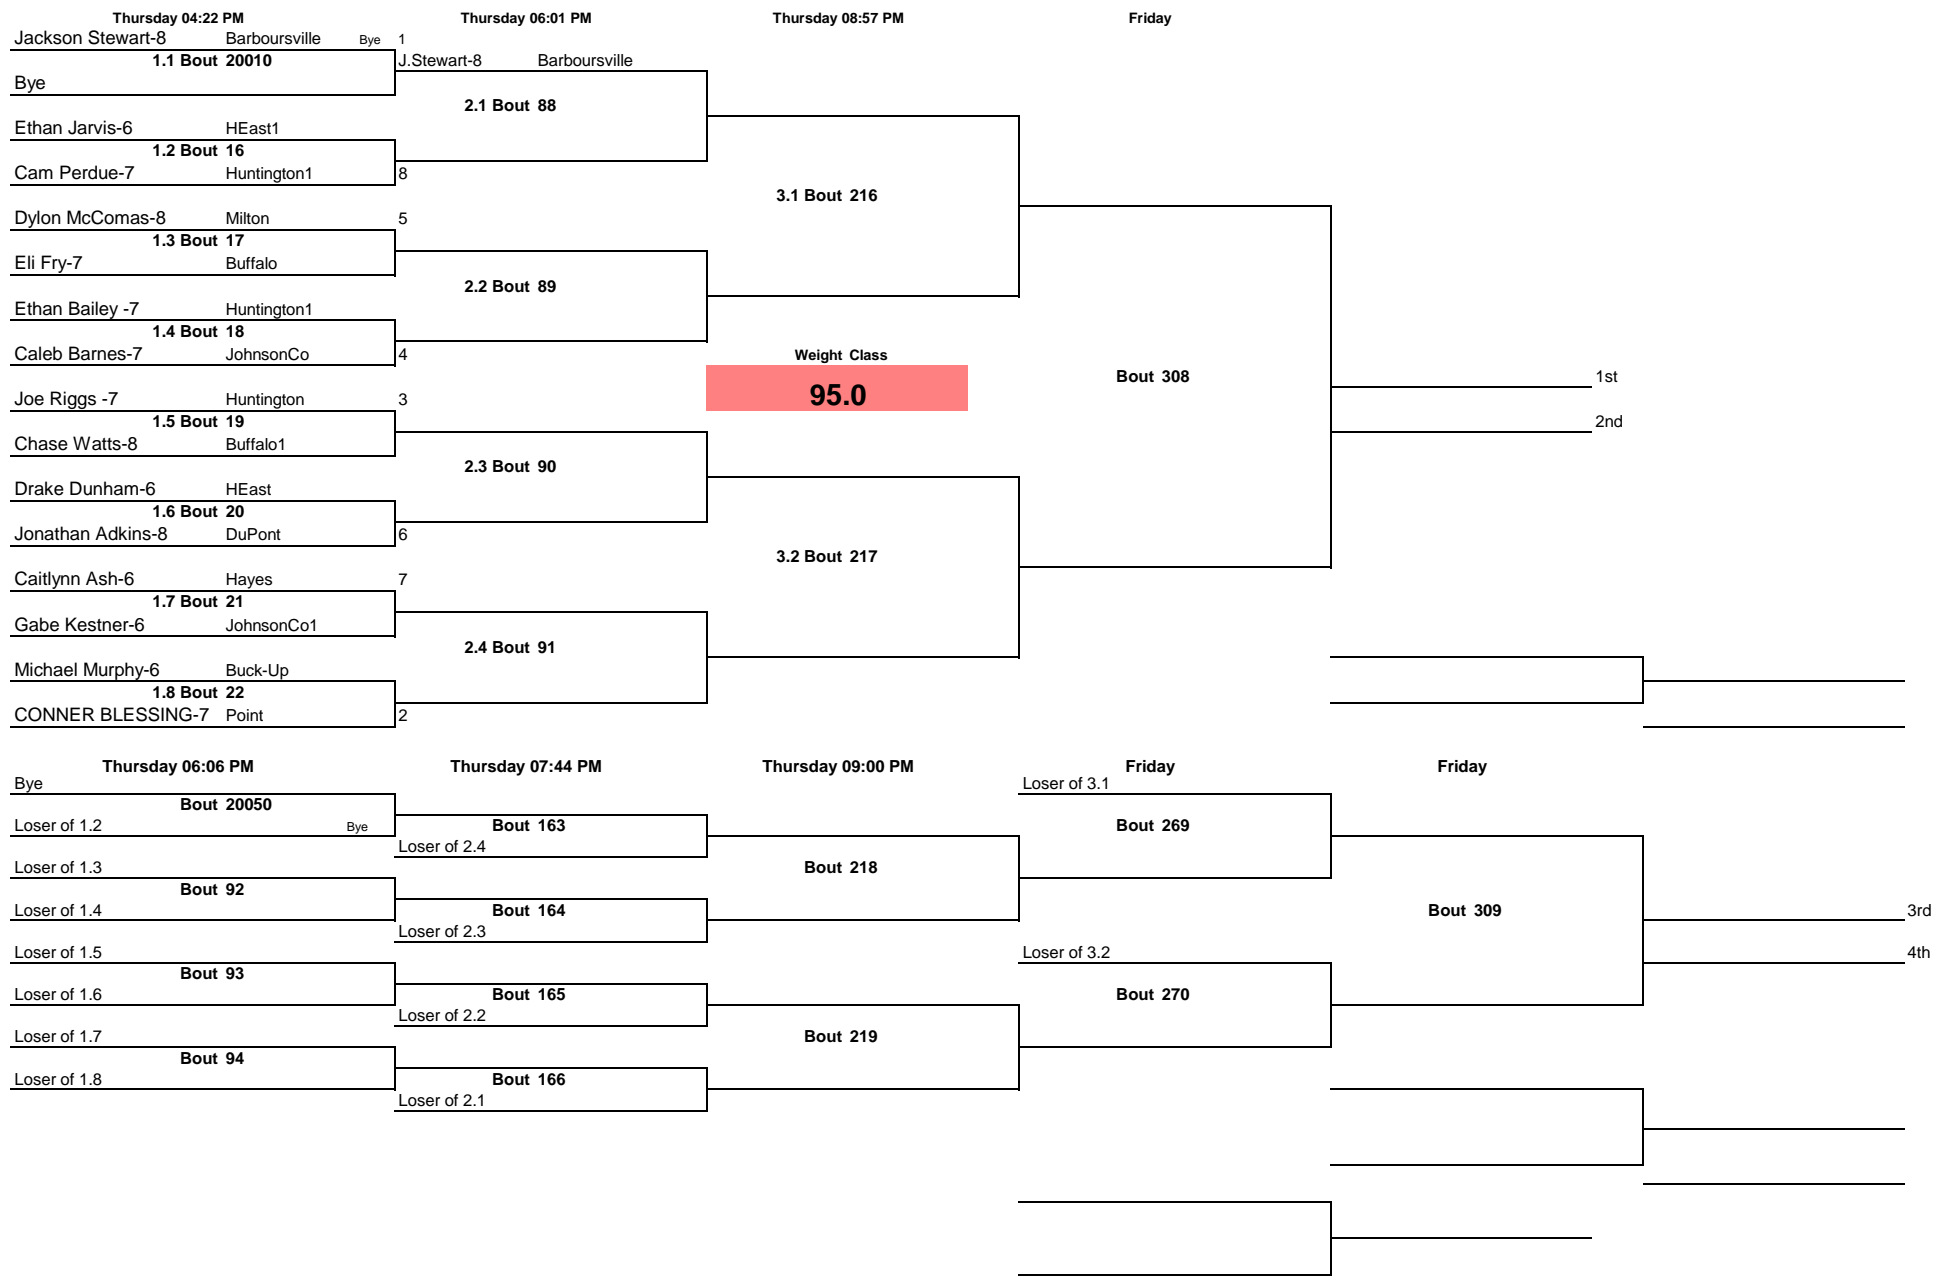 Thursday 04:22 PM Thursday 06:01 PM Thursday 08:57 PM Friday
Jackson Stewart-8 Barboursville Bye 1
1.1 Bout 20010 J.Stewart-8 Barboursville
Bye
2.1 Bout 88
Ethan Jarvis-6 HEast1
1.2 Bout 16
Cam Perdue-7 Huntington1 8
3.1 Bout 216
Dylon McComas-8 Milton 5
1.3 Bout 17
Eli Fry-7 Buffalo
2.2 Bout 89
Ethan Bailey -7 Huntington1
1.4 Bout 18
Caleb Barnes-7 JohnsonCo 4 Weight Class
Bout 308 1st
95.0
Joe Riggs -7 Huntington 3
1.5 Bout 19 2nd
Chase Watts-8 Buffalo1
2.3 Bout 90
Drake Dunham-6 HEast
1.6 Bout 20
Jonathan Adkins-8 DuPont 6
3.2 Bout 217
Caitlynn Ash-6 Hayes 7
1.7 Bout 21
Gabe Kestner-6 JohnsonCo1
2.4 Bout 91
Michael Murphy-6 Buck-Up
1.8 Bout 22
CONNER BLESSING-7 Point 2
Thursday 06:06 PM Thursday 07:44 PM Thursday 09:00 PM Friday Friday
Bye Loser of 3.1
Bout 20050
Loser of 1.2 Bye Bout 163 Bout 269
Loser of 2.4
Loser of 1.3 Bout 218
Bout 92
Loser of 1.4 Bout 164 Bout 309 3rd
Loser of 2.3
Loser of 1.5 Loser of 3.2 4th
Bout 93
Loser of 1.6 Bout 165 Bout 270
Loser of 2.2
Loser of 1.7 Bout 219
Bout 94
Loser of 1.8 Bout 166
Loser of 2.1